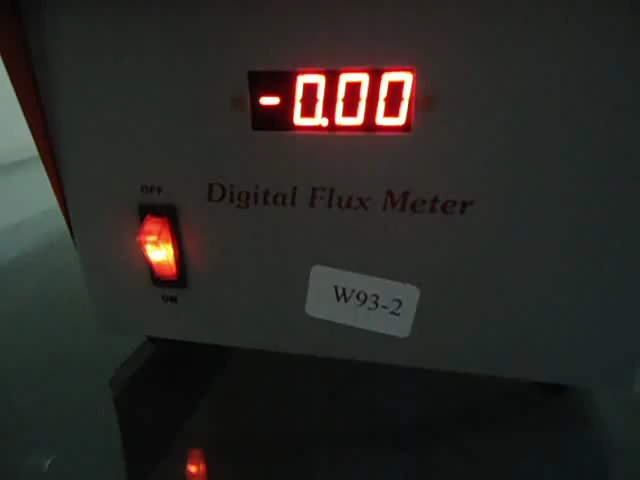 -0.00
Digital Flux Meter
OFF
ON
W93-2